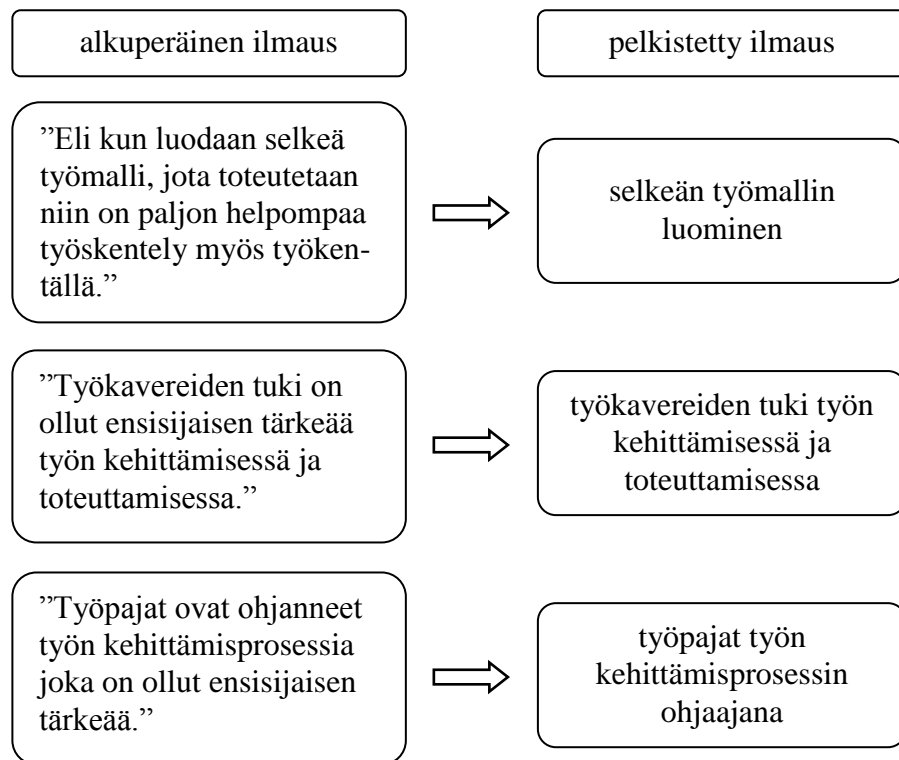 alkuperäinen ilmaus
pelkistetty ilmaus
”Eli kun luodaan selkeä
työmalli, jota toteutetaan
niin on paljon helpompaa
työskentely myös työken-
tällä.”
selkeän työmallin
luominen
”Työkavereiden tuki on
ollut ensisijaisen tärkeää
työn kehittämisessä ja
toteuttamisessa.”
työkavereiden tuki työn
kehittämisessä ja
toteuttamisessa
”Työpajat ovat ohjanneet
työn kehittämisprosessia
joka on ollut ensisijaisen
tärkeää.”
työpajat työn
kehittämisprosessin
ohjaajana